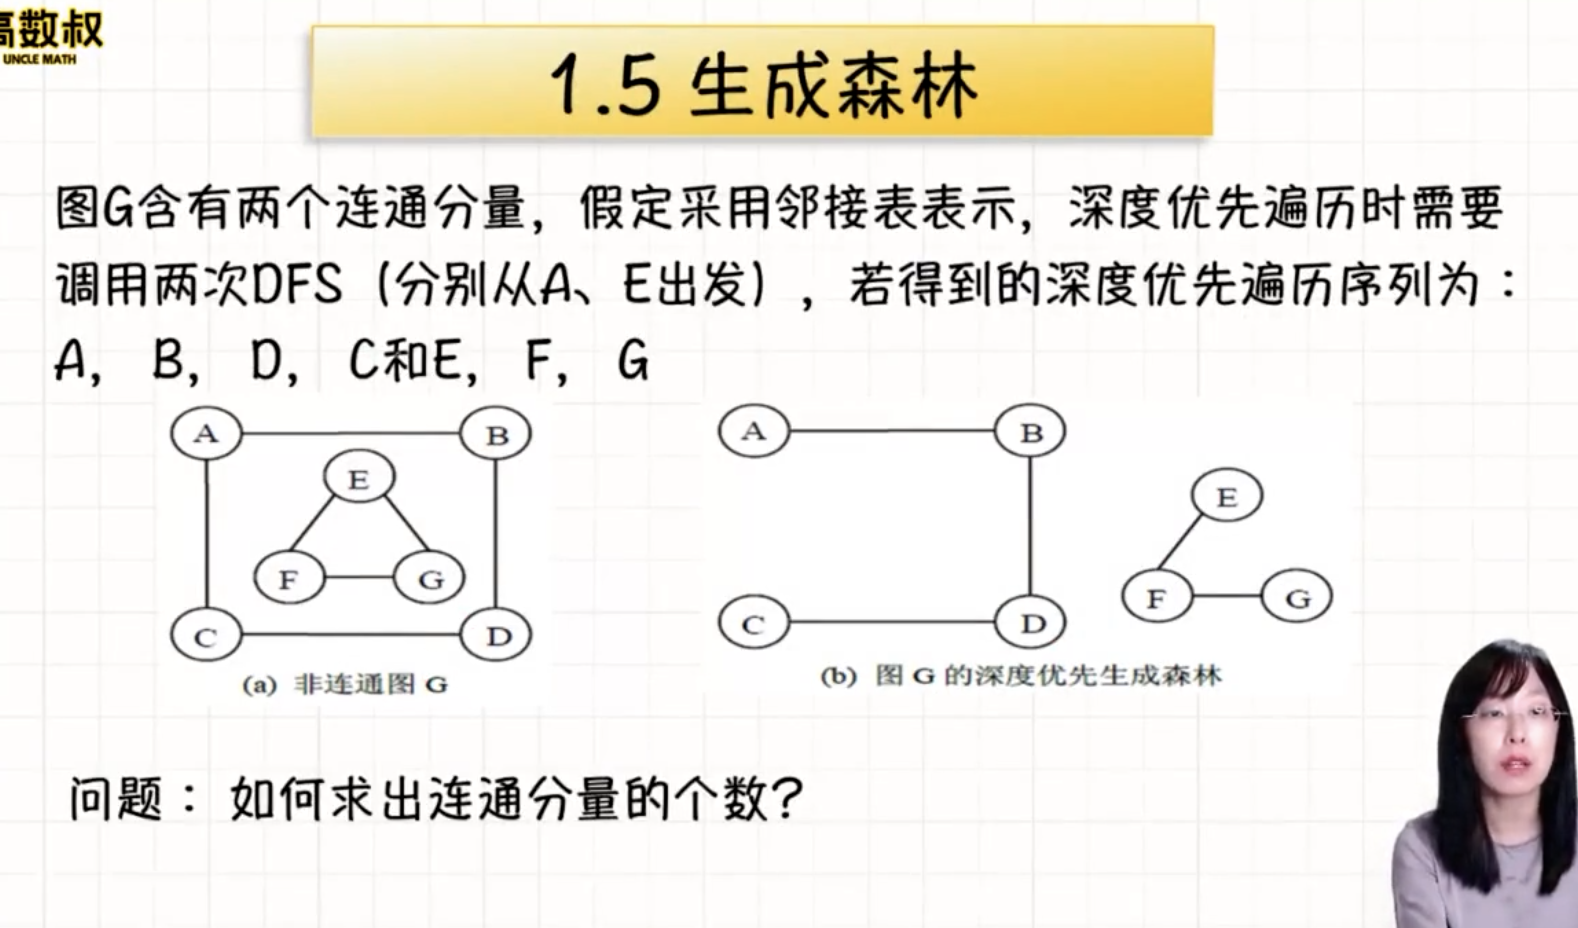 高数叔
UNCLE MATH
1.5 生成森林
图G含有两个连通分量，假定采用邻接表表示，深度优先遍历时需要
调用两次DFS（分别从A、E出发），若得到的深度优先遍历序列为：
A， B， D， C和E， F， G
A B
E
F G
C D
(a) 非连通图 G
A B
E
F G
C D
(b) 图 G 的深度优先生成森林
问题：如何求出连通分量的个数？